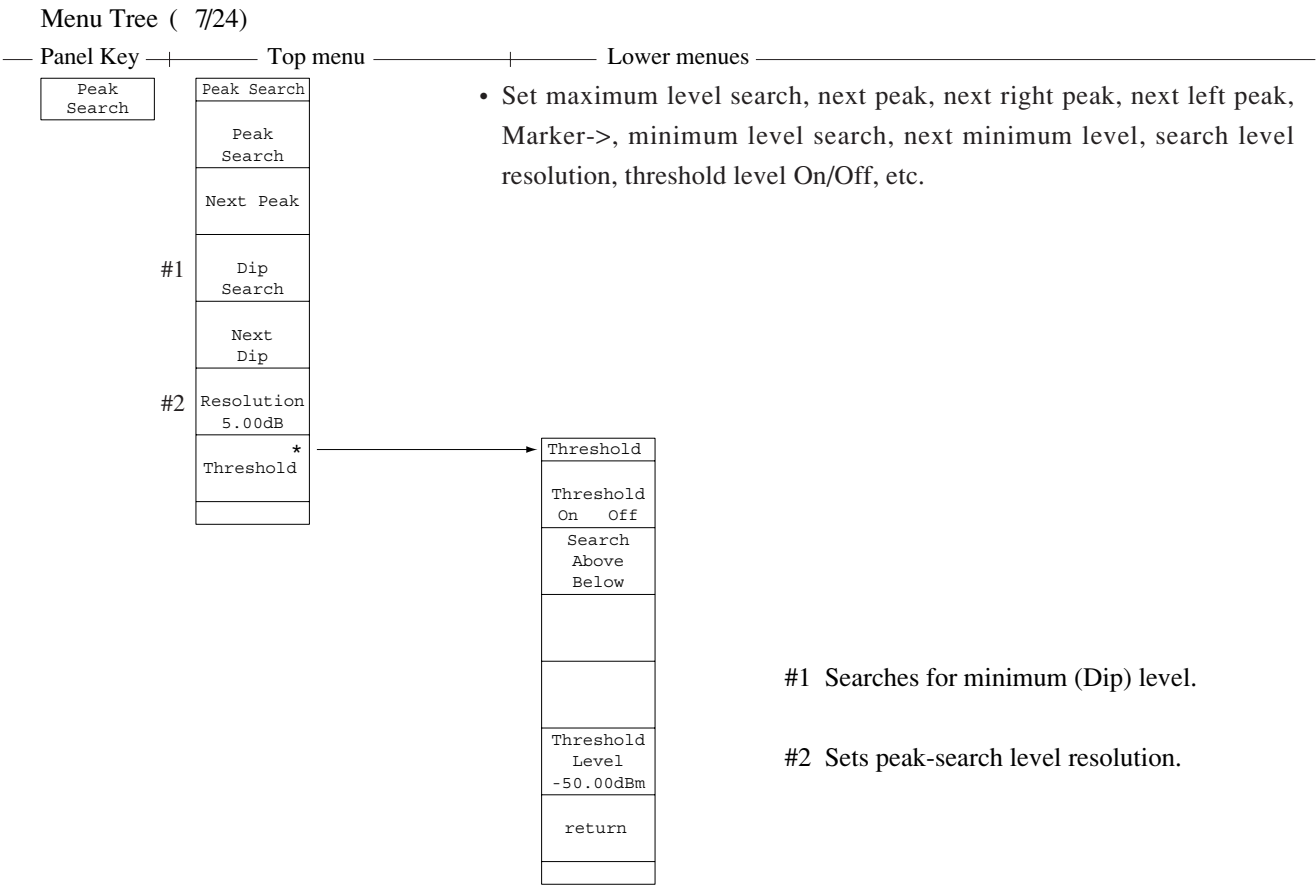 Menu Tree ( 7/24)
Panel Key
Top menu
Lower menues
Peak
Search
Peak Search
Peak
Search
Next Peak
#1
Dip
Search
Next
Dip
#2
Resolution
5.00dB
*
Threshold
• Set maximum level search, next peak, next right peak, next left peak,
Marker->, minimum level search, next minimum level, search level
resolution, threshold level On/Off, etc.
Threshold
Threshold
On Off
Search
Above
Below
Threshold
Level
-50.00dBm
return
#1 Searches for minimum (Dip) level.
#2 Sets peak-search level resolution.